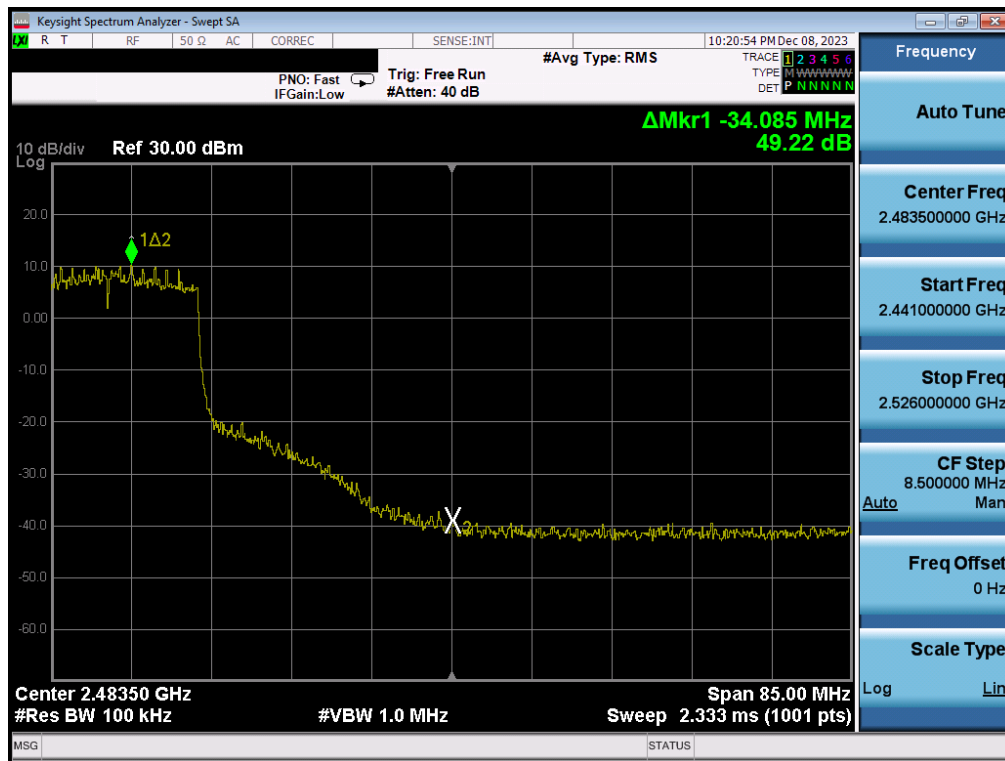 Keysight Spectrum Analyzer - Swept SA
LXI R T RF 50 Ω AC CORREC SENSE:INT 10:20:54 PM Dec 08, 2023
#Avg Type: RMS
TRACE 1 2 3 4 5 6
PNO: Fast Trig: Free Run
TYPE M W W W W W
IFGain:Low #Atten: 40 dB
DET P N N N N N
ΔMkr1 -34.085 MHz
49.22 dB
10 dB/div Ref 30.00 dBm
Log
20.0
1Δ2
10.0
0.00
-10.0
-20.0
-30.0
-40.0
X 2
-50.0
-60.0
Center 2.48350 GHz Span 85.00 MHz
#Res BW 100 kHz #VBW 1.0 MHz Sweep 2.333 ms (1001 pts)
MSG STATUS
Frequency
Auto Tune
Center Freq
2.483500000 GHz
Start Freq
2.441000000 GHz
Stop Freq
2.526000000 GHz
CF Step
8.500000 MHz
Auto Man
Freq Offset
0 Hz
Scale Type
Log Lin